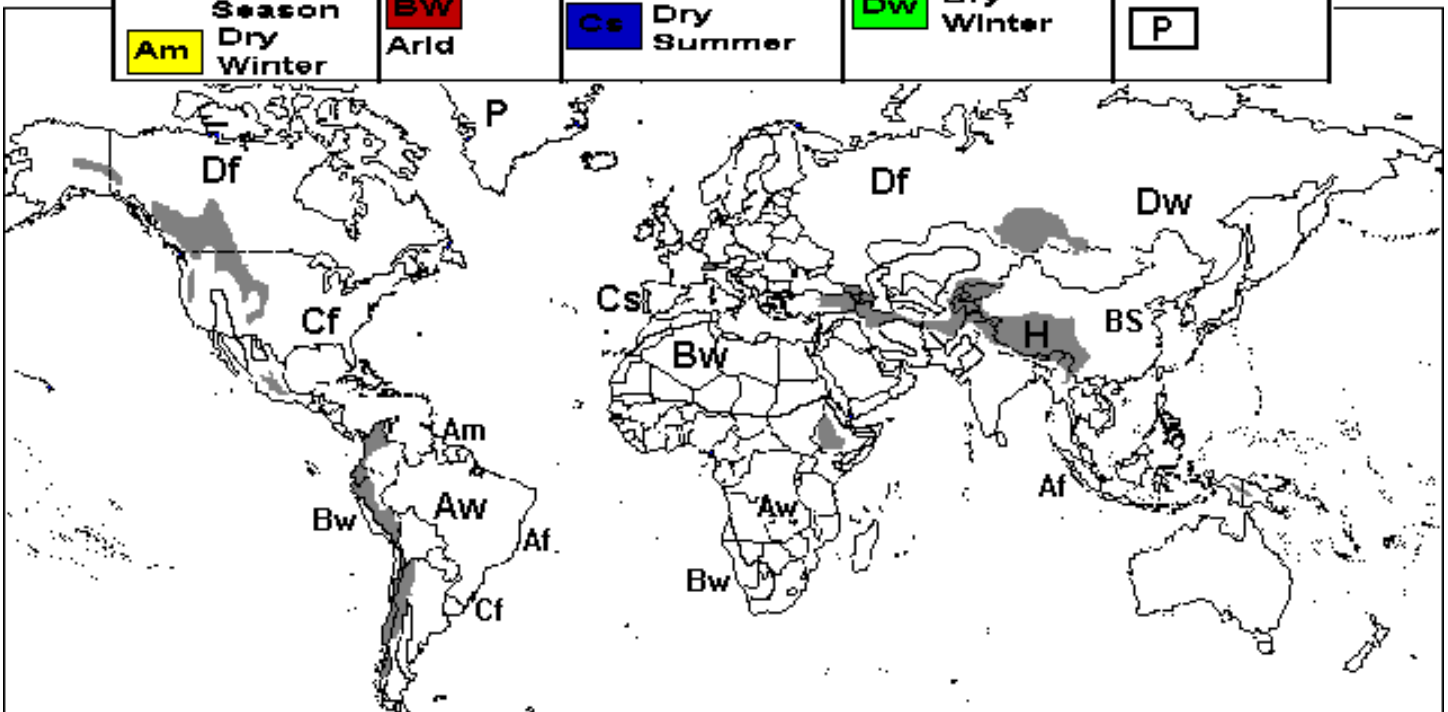 Season
Am Dry
Winter
BW
Arid
Cs Dry
Summer
Dw Dry
Winter
P
P
Df
Df
Dw
Cs
Cf
BS
H
Bw
Am
Af
Aw
Aw
Bw
Af
Bw
Cf